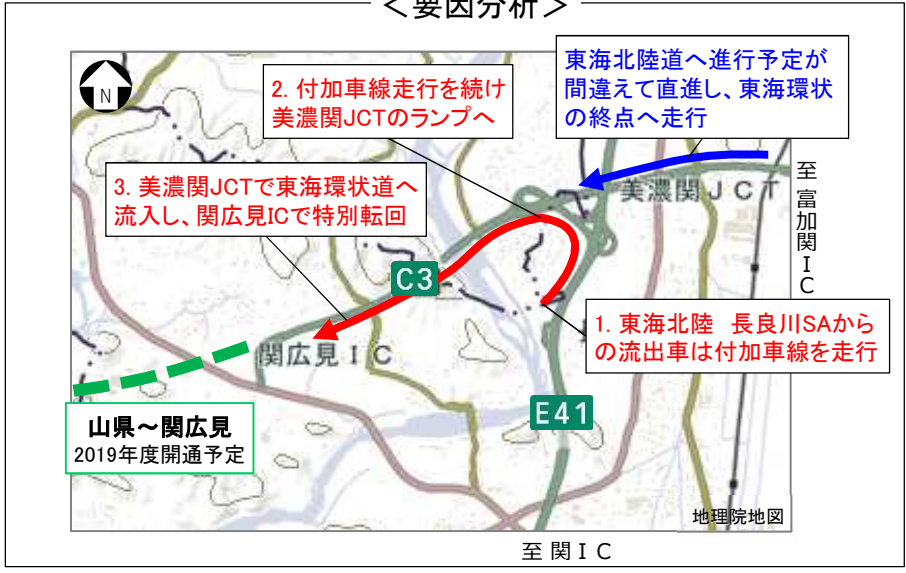 ＜要因分析＞
N
2. 付加車線走行を続け
美濃関JCTのランプへ
東海北陸道へ進行予定が
間違えて直進し、東海環状
の終点へ走行
3. 美濃関JCTで東海環状道へ
流入し、関広見ICで特別転回
美濃関ＪＣＴ
至
富
加
関
Ｉ
Ｃ
C3
1. 東海北陸　長良川SAから
の流出車は付加車線を走行
関広見ＩＣ
E41
山県～関広見
2019年度開通予定
地理院地図
至 関ＩＣ